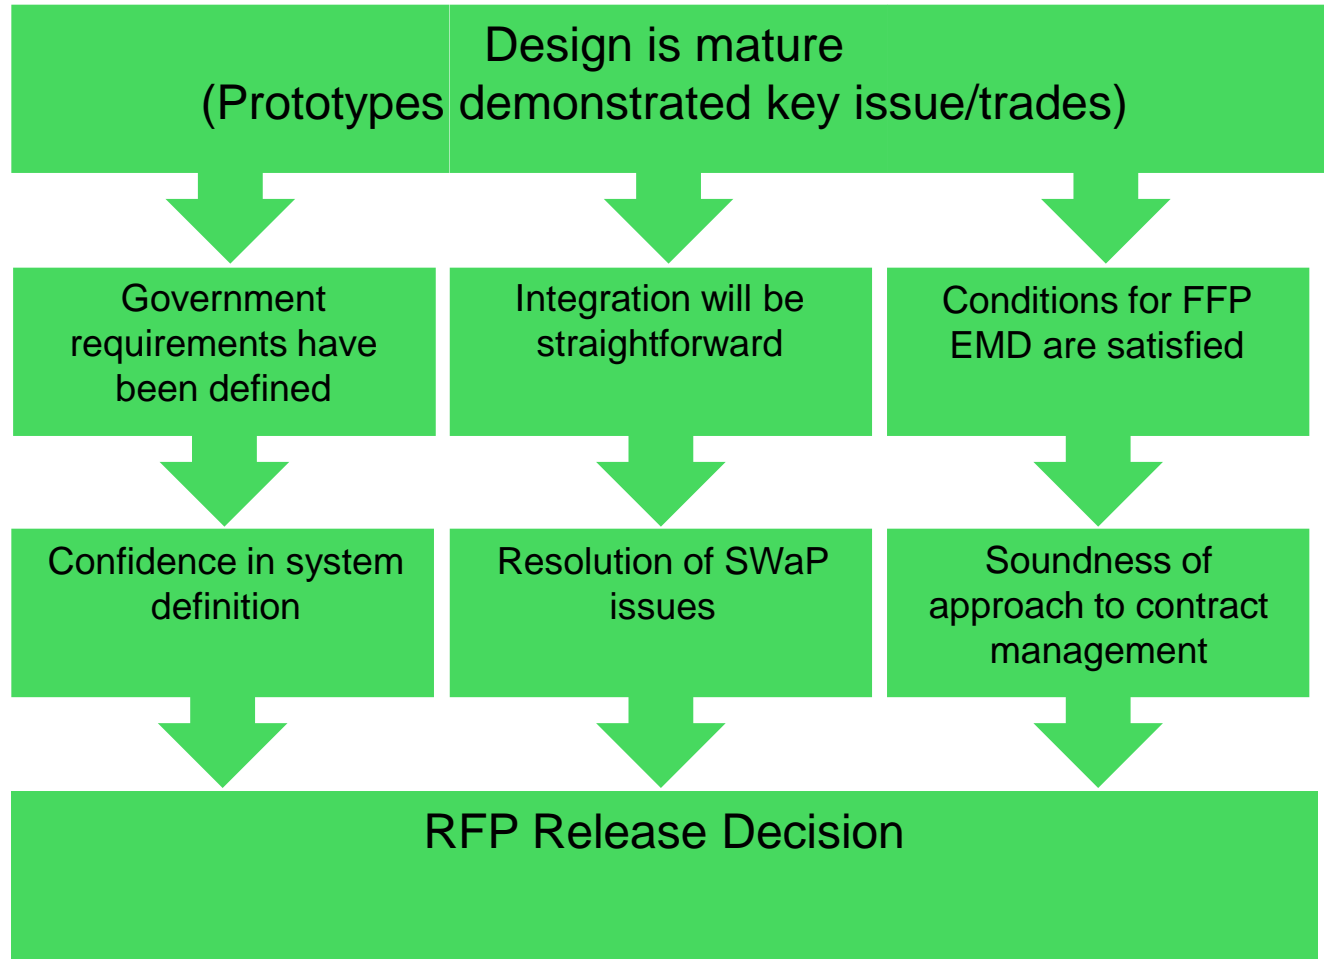 Design is mature
(Prototypes demonstrated key issue/trades)
Government
requirements have
been defined
Integration will be
straightforward
Conditions for FFP
EMD are satisfied
Confidence in system
definition
Resolution of SWaP
issues
Soundness of
approach to contract
management
RFP Release Decision